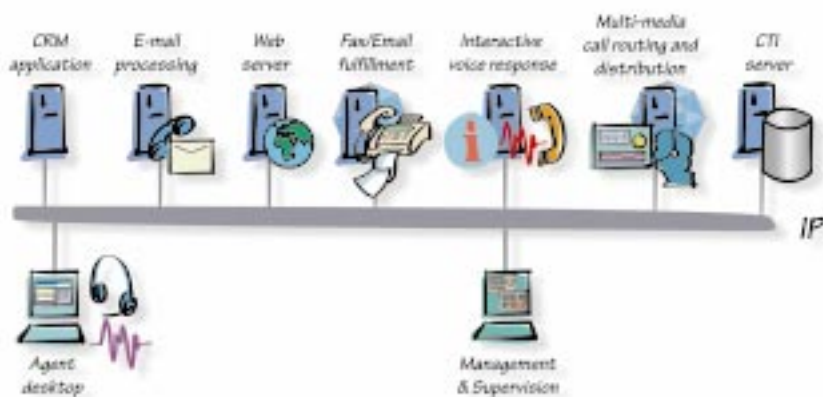 CRM
application
E-mail
processing
Web
server
Fax/Email
fulfillment
Interactive
voice response
Multi-media
call routing and
distribution
CTI
server
IP
Agent
desktop
Management
& Supervision